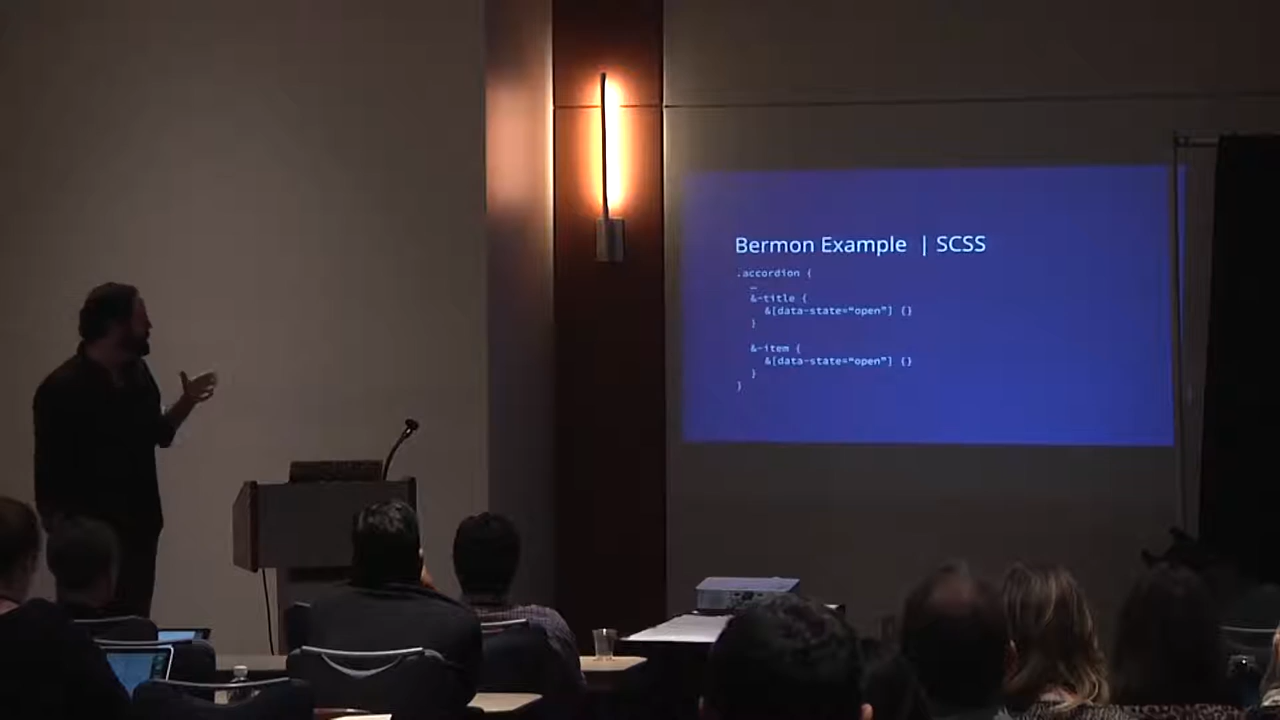 Bermon Example | SCSS
.accordion {
…
&-title {
&[data-state="open"] {}
}
&-item {
&[data-state="open"] {}
}
}